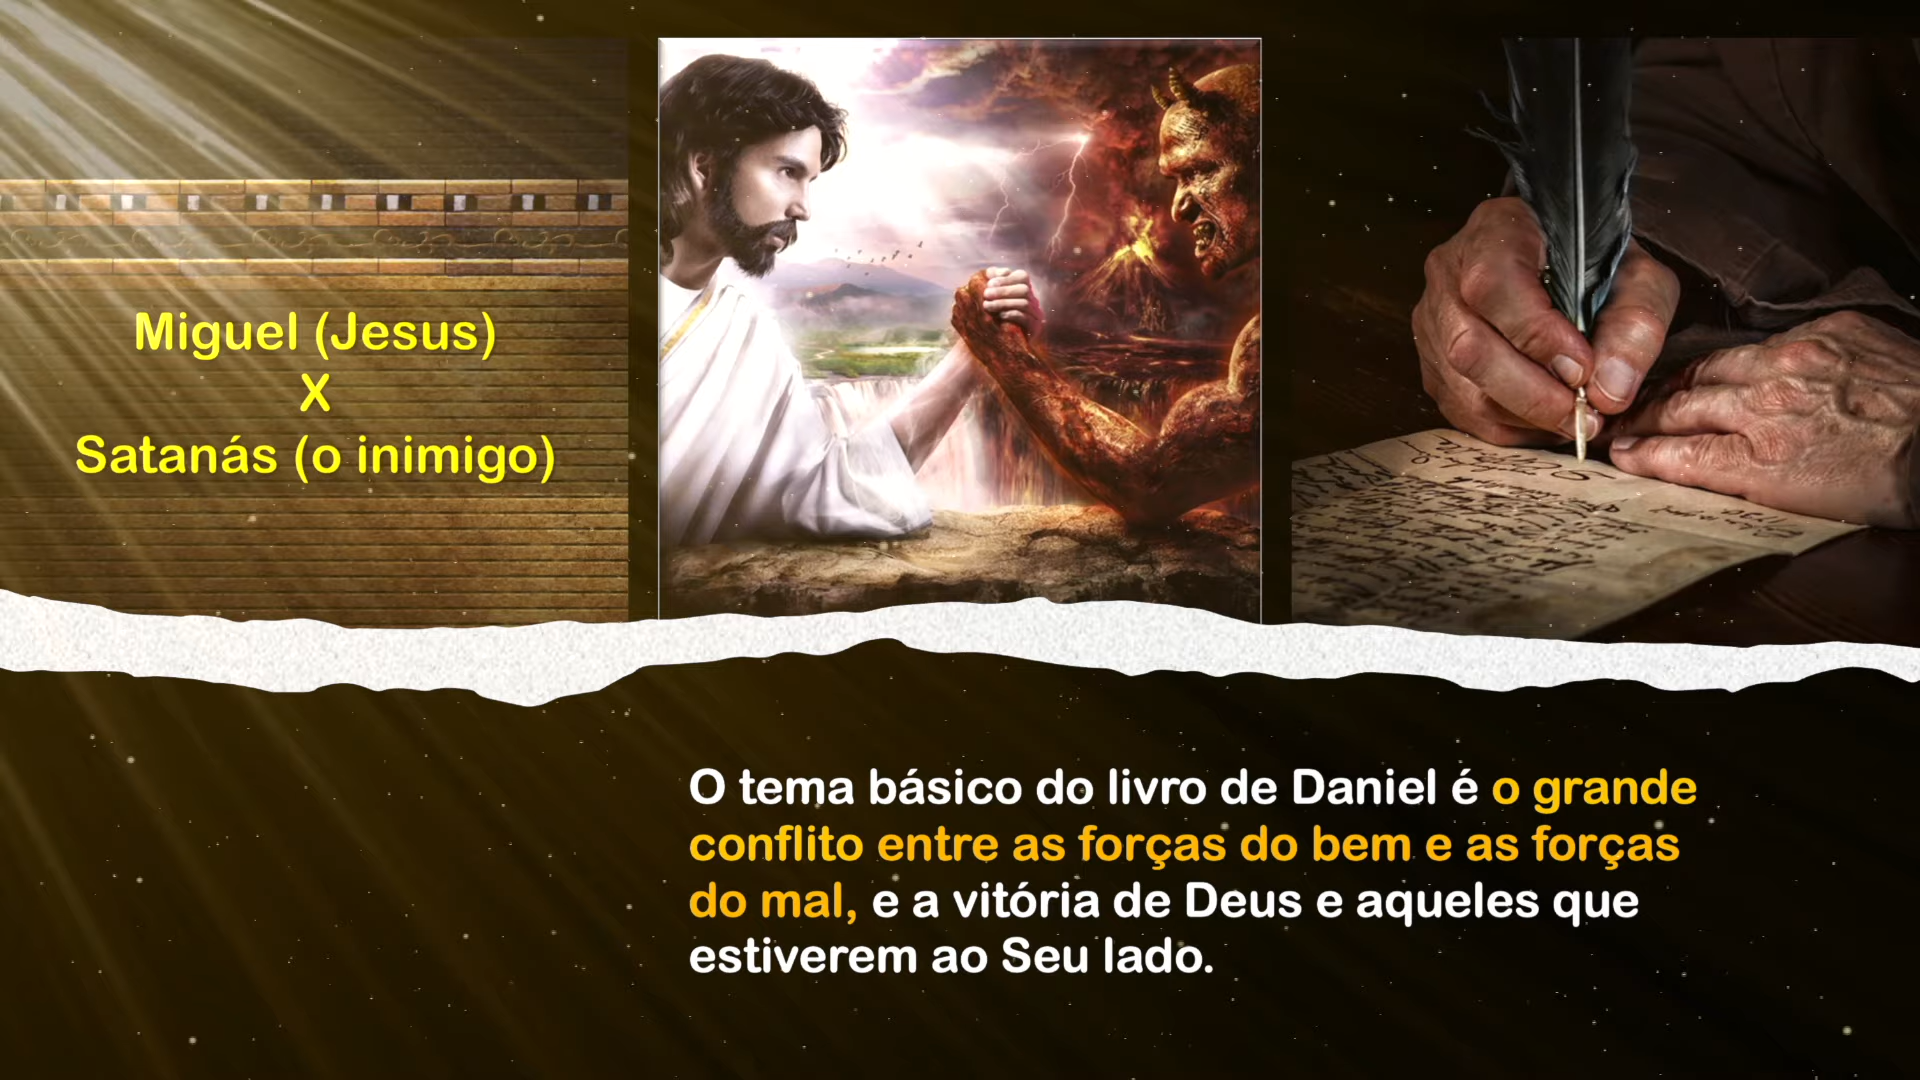 Miguel (Jesus)
X
Satanás (o inimigo)
O tema básico do livro de Daniel é o grande
conflito entre as forças do bem e as forças
do mal, e a vitória de Deus e aqueles que
estiverem ao Seu lado.